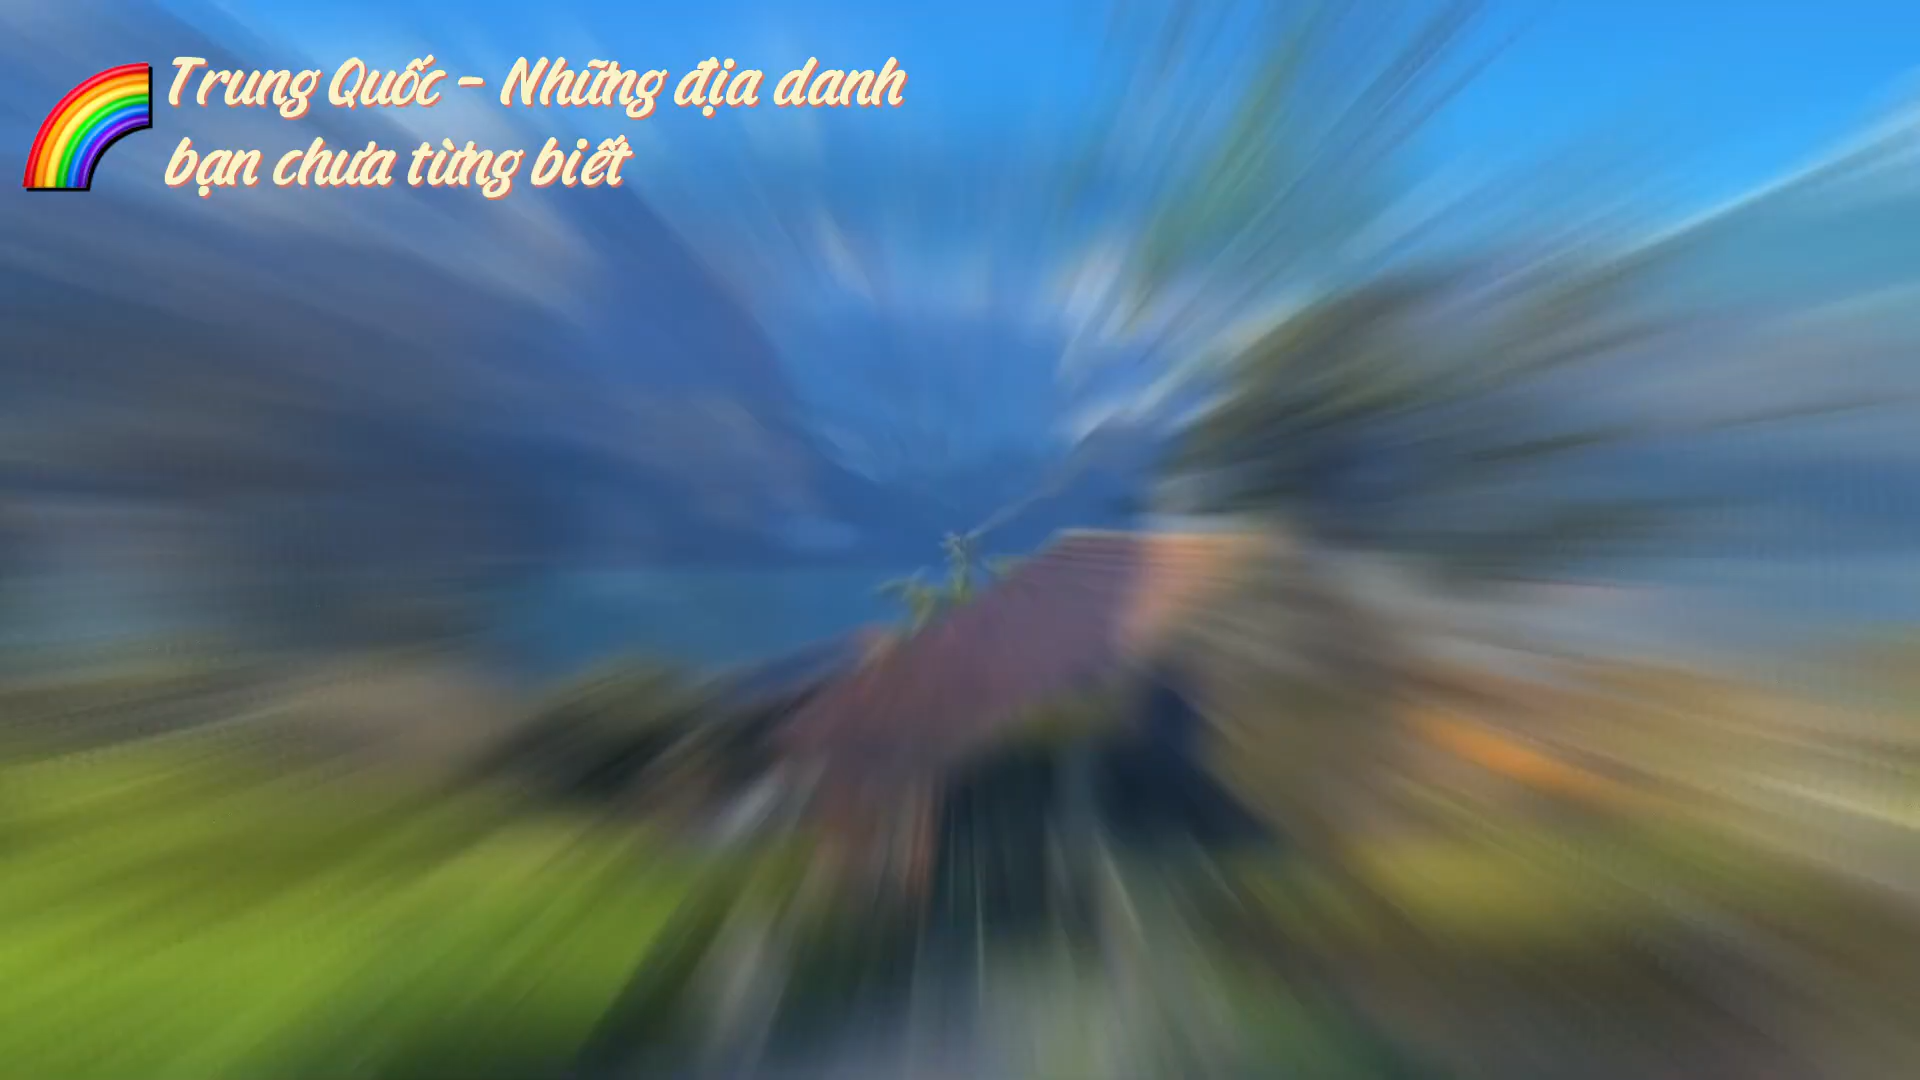 Trung Quốc - Những địa danh
bạn chưa từng biết